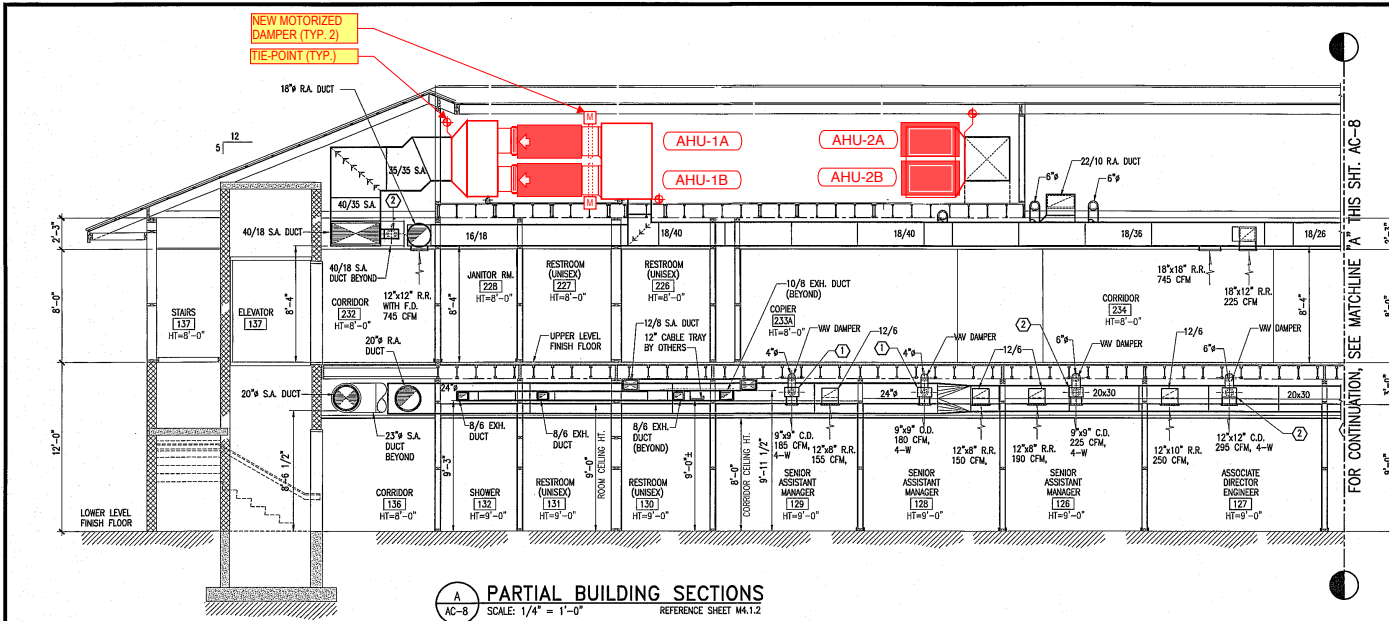 NEW MOTORIZED
DAMPER (TYP. 2)
TIE-POINT (TYP.)
18"ø R.A. DUCT
12
5
M
M
AHU-1A
AHU-1B
AHU-2A
AHU-2B
22/10 R.A. DUCT
6"ø
6"ø
35/35 S.A.
40/35 S.A.
2
40/18 S.A. DUCT
16/18
18/40
18/40
18/36
18/26
2'-3"
40/18 S.A.
DUCT BEYOND
12"x12" R.R.
WITH F.D.
745 CFM
18"x18" R.R.
745 CFM
18"x12" R.R.
225 CFM
8'-0"
STAIRS
137
HT=8'-0"
ELEVATOR
137
8'-4"
CORRIDOR
232
HT=8'-0"
20"ø R.A.
DUCT
8'-4"
JANITOR RM.
228
HT=8'-0"
RESTROOM
(UNISEX)
227
HT=8'-0"
RESTROOM
(UNISEX)
226
HT=8'-0"
10/8 EXH. DUCT
(BEYOND)
COPIER
233A
HT=8'-0"
CORRIDOR
234
HT=8'-0"
8'-4"
UPPER LEVEL
FINISH FLOOR
12/8 S.A. DUCT
12" CABLE TRAY
BY OTHERS
VAV DAMPER
12/6
4"ø
1
1
4"ø
VAV DAMPER
12/6
2
6"ø
VAV DAMPER
12/6
6"ø
VAV DAMPER
20"ø S.A. DUCT
24"ø
24"ø
20x30
20x30
23"ø S.A.
DUCT
BEYOND
8/6 EXH.
DUCT
8/6 EXH.
DUCT
8/6 EXH.
DUCT
(BEYOND)
9"x9" C.D.
185 CFM,
4-W
12"x8" R.R.
155 CFM,
9"x9" C.D.
180 CFM,
4-W
12"x8" R.R.
150 CFM,
12"x8" R.R.
190 CFM,
9"x9" C.D.
225 CFM,
4-W
12"x10" R.R.
250 CFM,
12"x12" C.D.
295 CFM, 4-W
2
12'-0"
8'-6 1/2"
9'-3"
9'-0"
ROOM CEILING HT.
9'-0"±
8'-0"
CORRIDOR CEILING HT.
9'-11 1/2"
3'-0"
9'-0"
LOWER LEVEL
FINISH FLOOR
CORRIDOR
136
HT=8'-0"
SHOWER
132
HT=9'-0"
RESTROOM
(UNISEX)
131
HT=9'-0"
RESTROOM
(UNISEX)
130
HT=9'-0"
SENIOR
ASSISTANT
MANAGER
129
HT=9'-0"
SENIOR
ASSISTANT
MANAGER
128
HT=9'-0"
SENIOR
ASSISTANT
MANAGER
126
HT=9'-0"
ASSOCIATE
DIRECTOR
ENGINEER
127
HT=9'-0"
FOR CONTINUATION, SEE MATCHLINE "A" THIS SHT. AC-8
A
AC-8
PARTIAL BUILDING SECTIONS
SCALE: 1/4" = 1'-0"
REFERENCE SHEET M4.1.2